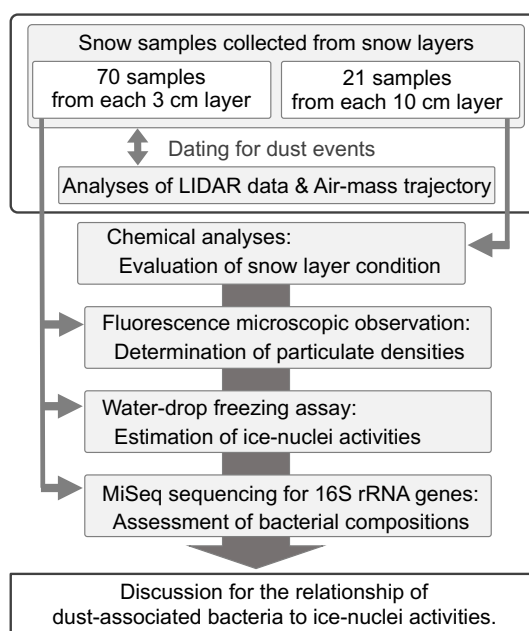 Snow samples collected from snow layers
70 samples
from each 3 cm layer
21 samples
from each 10 cm layer
Dating for dust events
Analyses of LIDAR data & Air-mass trajectory
Chemical analyses:
Evaluation of snow layer condition
Fluorescence microscopic observation:
Determination of particulate densities
Water-drop freezing assay:
Estimation of ice-nuclei activities
MiSeq sequencing for 16S rRNA genes:
Assessment of bacterial compositions
Discussion for the relationship of
dust-associated bacteria to ice-nuclei activities.